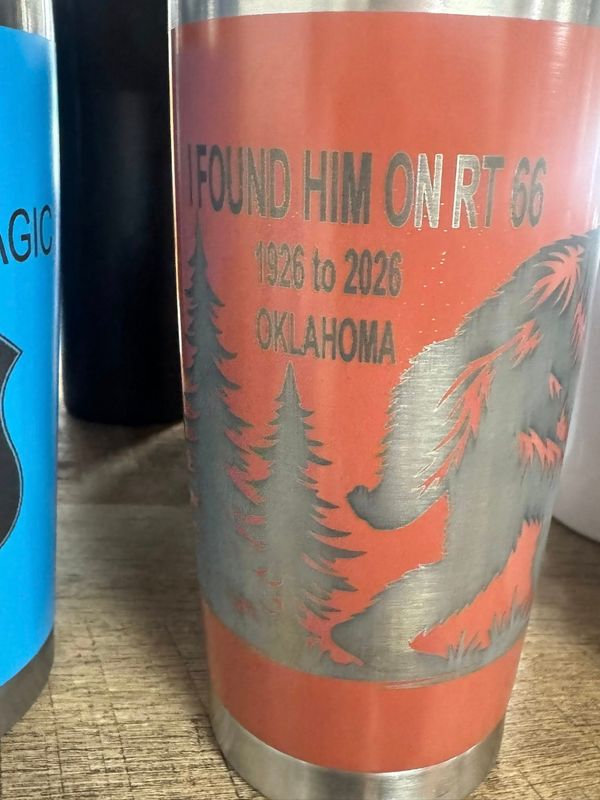 I FOUND HIM ON RT 66
1926 to 2026
OKLAHOMA
AGIC